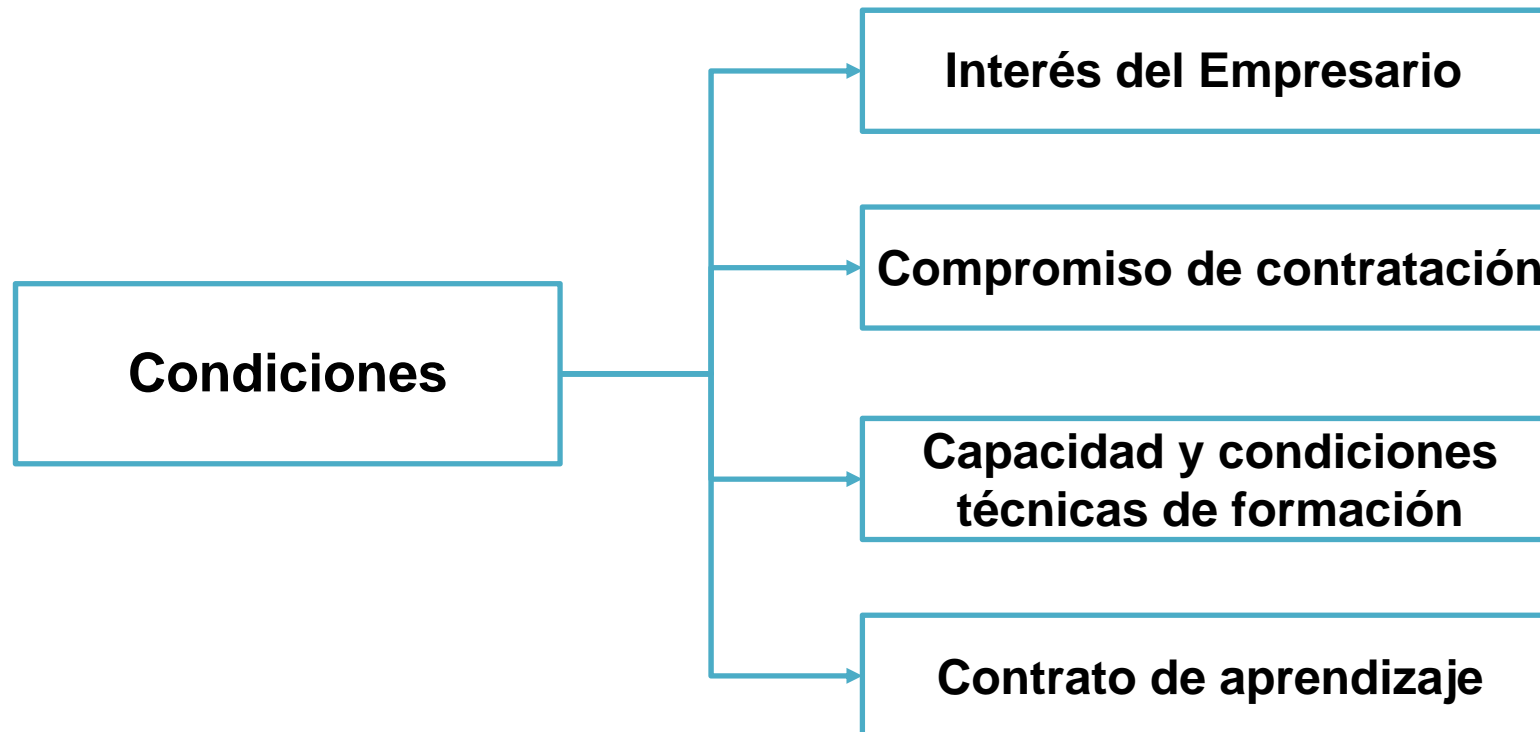 Interés del Empresario
Compromiso de contratación
Condiciones
Capacidad y condiciones
técnicas de formación
Contrato de aprendizaje